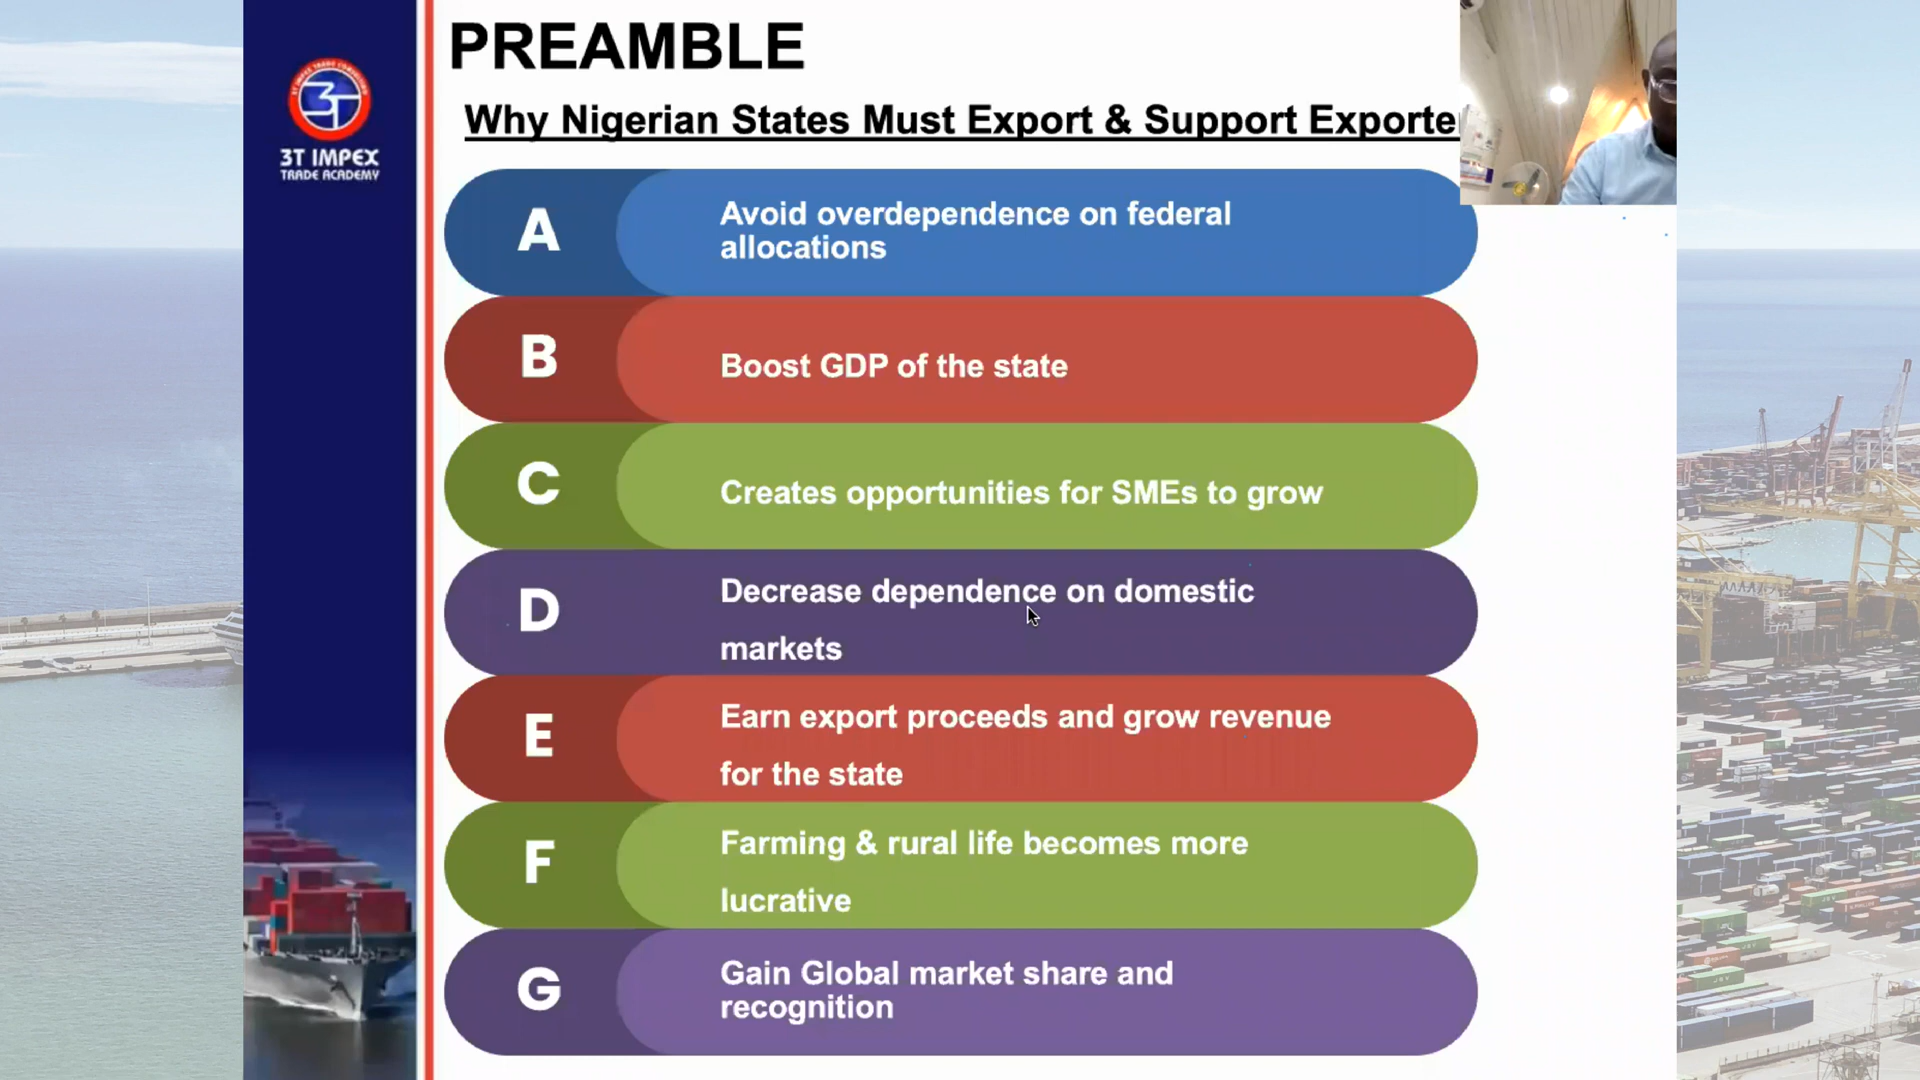 PREAMBLE
Why Nigerian States Must Export & Support Exporte
3T IMPEX
TRADE ACADEMY
A
Avoid overdependence on federal
allocations
B
Boost GDP of the state
C
Creates opportunities for SMEs to grow
D
Decrease dependence on domestic
markets
E
Earn export proceeds and grow revenue
for the state
F
Farming & rural life becomes more
lucrative
G
Gain Global market share and
recognition